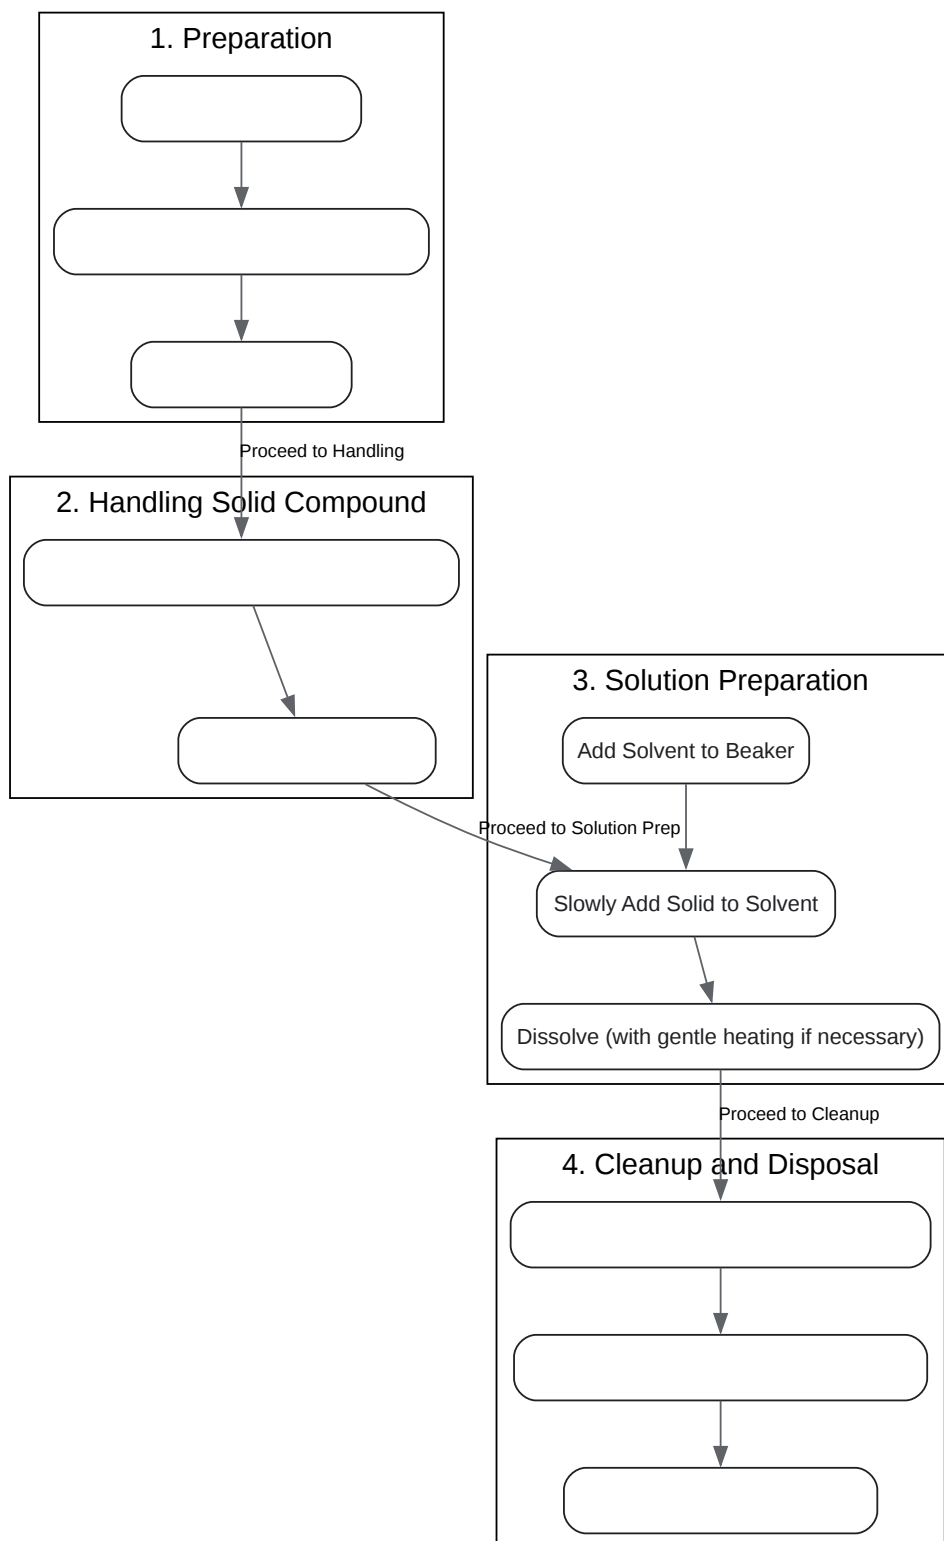 1. Preparation
Proceed to Handling
2. Handling Solid Compound
3. Solution Preparation
Add Solvent to Beaker
Proceed to Solution Prep
Slowly Add Solid to Solvent
Dissolve (with gentle heating if necessary)
Proceed to Cleanup
4. Cleanup and Disposal